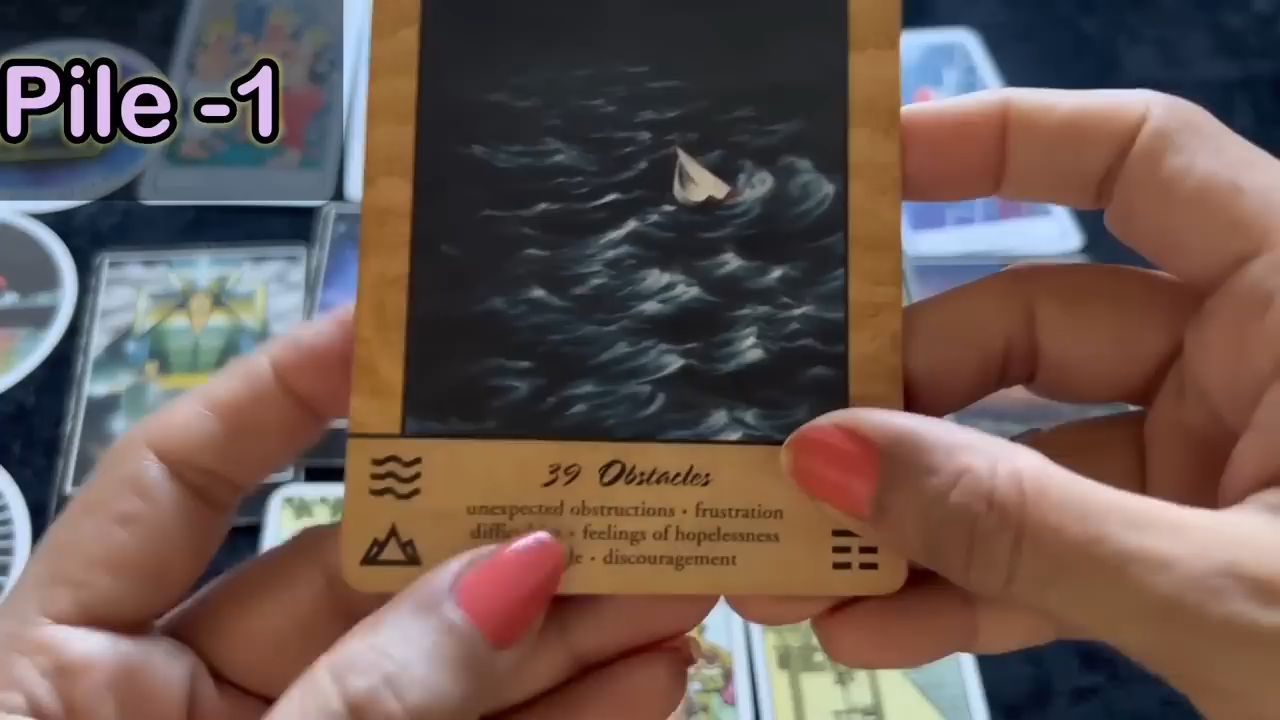 Pile -1
39 Obstacles
unexpected obstructions • frustration
• feelings of hopelessness
• discouragement